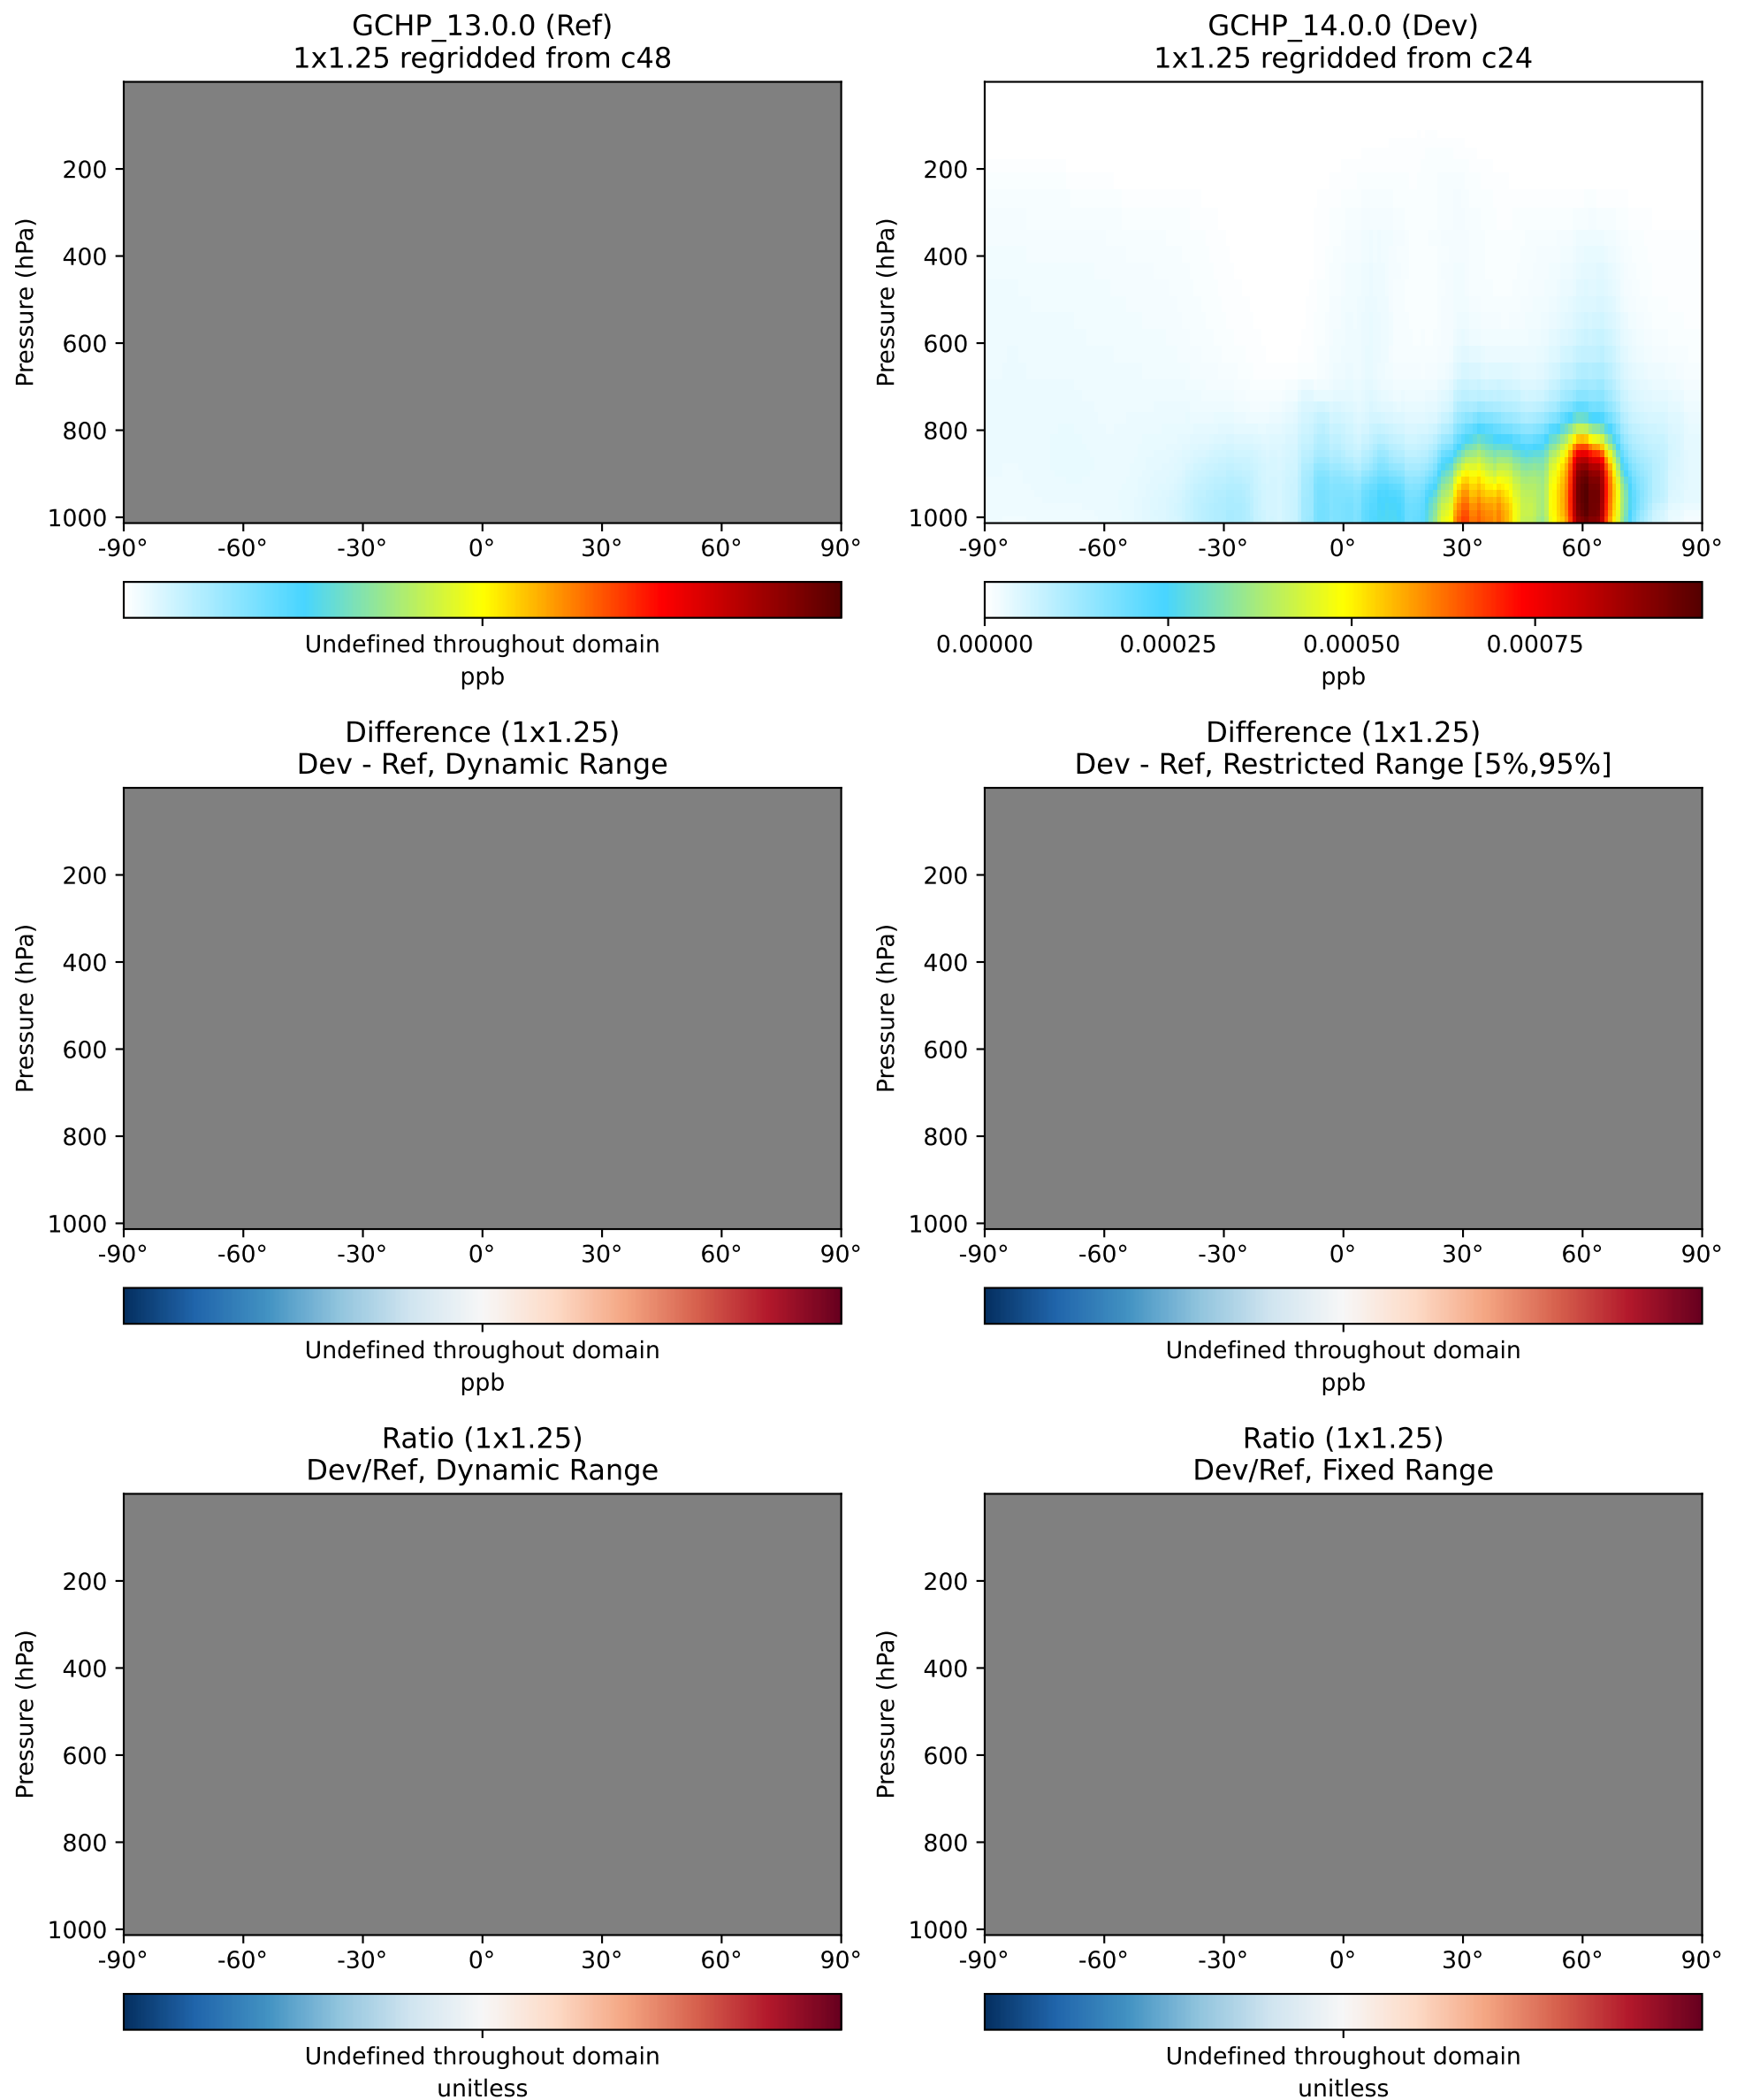 GCHP_13.0.0 (Ref)
1x1.25 regridded from c48
Pressure (hPa)
200
400
600
800
1000
-90° -60° -30° 0° 30° 60° 90°
Undefined throughout domain
ppb
GCHP_14.0.0 (Dev)
1x1.25 regridded from c24
Pressure (hPa)
200
400
600
800
1000
-90° -60° -30° 0° 30° 60° 90°
0.00000 0.00025 0.00050 0.00075
ppb
Difference (1x1.25)
Dev - Ref, Dynamic Range
Pressure (hPa)
200
400
600
800
1000
-90° -60° -30° 0° 30° 60° 90°
Undefined throughout domain
ppb
Difference (1x1.25)
Dev - Ref, Restricted Range [5%,95%]
Pressure (hPa)
200
400
600
800
1000
-90° -60° -30° 0° 30° 60° 90°
Undefined throughout domain
ppb
Ratio (1x1.25)
Dev/Ref, Dynamic Range
Pressure (hPa)
200
400
600
800
1000
-90° -60° -30° 0° 30° 60° 90°
Undefined throughout domain
unitless
Ratio (1x1.25)
Dev/Ref, Fixed Range
Pressure (hPa)
200
400
600
800
1000
-90° -60° -30° 0° 30° 60° 90°
Undefined throughout domain
unitless